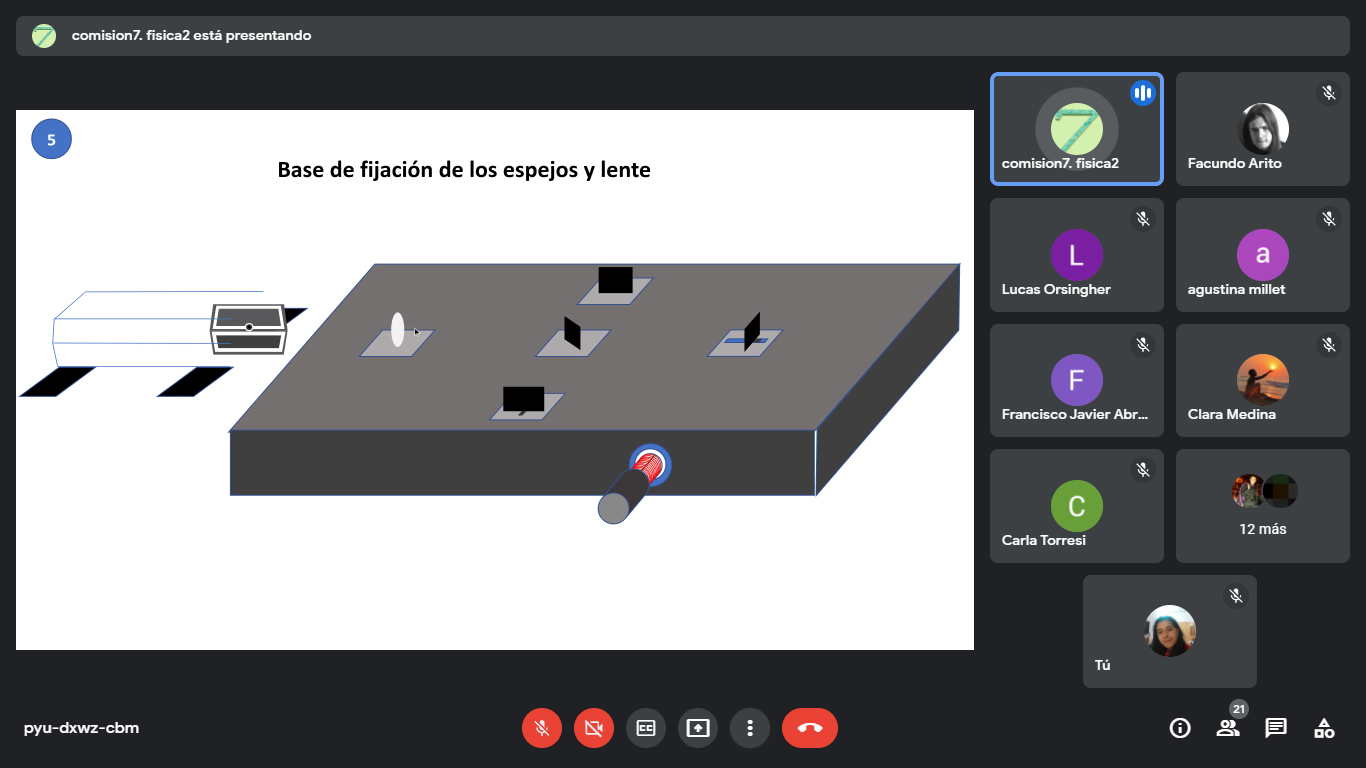 comision7. fisica2 está presentando
5
Base de fijación de los espejos y lente
comision7. fisica2
Facundo Arito
L
Lucas Orsingher
a
agustina millet
F
Francisco Javier Abr...
Clara Medina
C
Carla Torresi
12 más
Tú
pyu-dxwz-cbm
CC
21